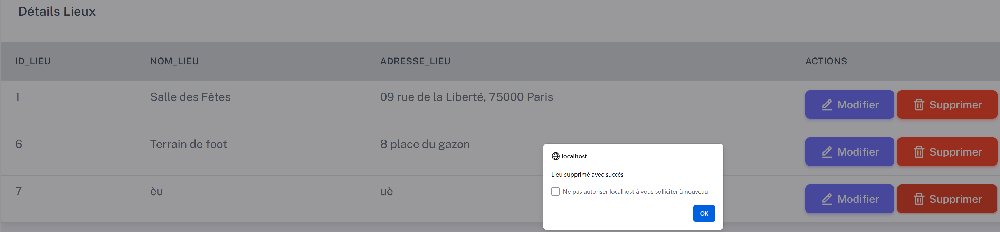 Détails Lieux
ID_LIEU NOM_LIEU ADRESSE_LIEU ACTIONS
1 Salle des Fêtes 09 rue de la Liberté, 75000 Paris Modifier Supprimer
6 Terrain de foot 8 place du gazon Modifier Supprimer
7 èu uè Modifier Supprimer
localhost
Lieu supprimé avec succès
Ne pas autoriser localhost à vous solliciter à nouveau
OK